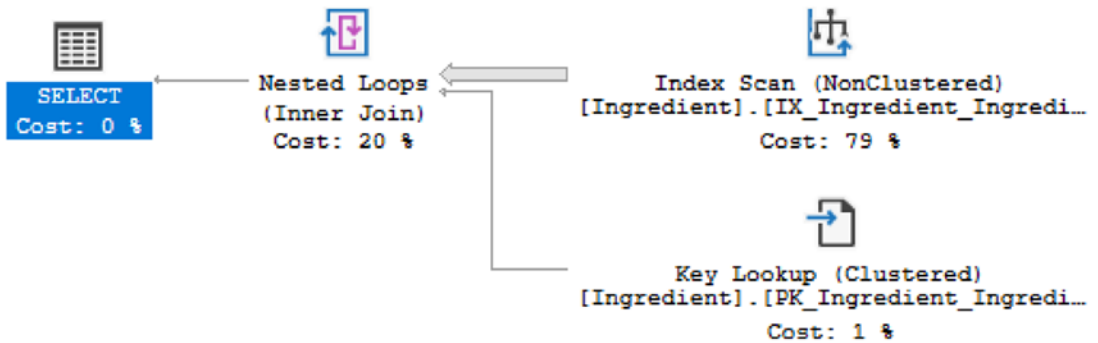 SELECT
Cost: 0 %
Nested Loops
(Inner Join)
Cost: 20 %
Index Scan (NonClustered)
[Ingredient].[IX_Ingredient_Ingredi…
Cost: 79 %
Key Lookup (Clustered)
[Ingredient].[PK_Ingredient_Ingredi…
Cost: 1 %